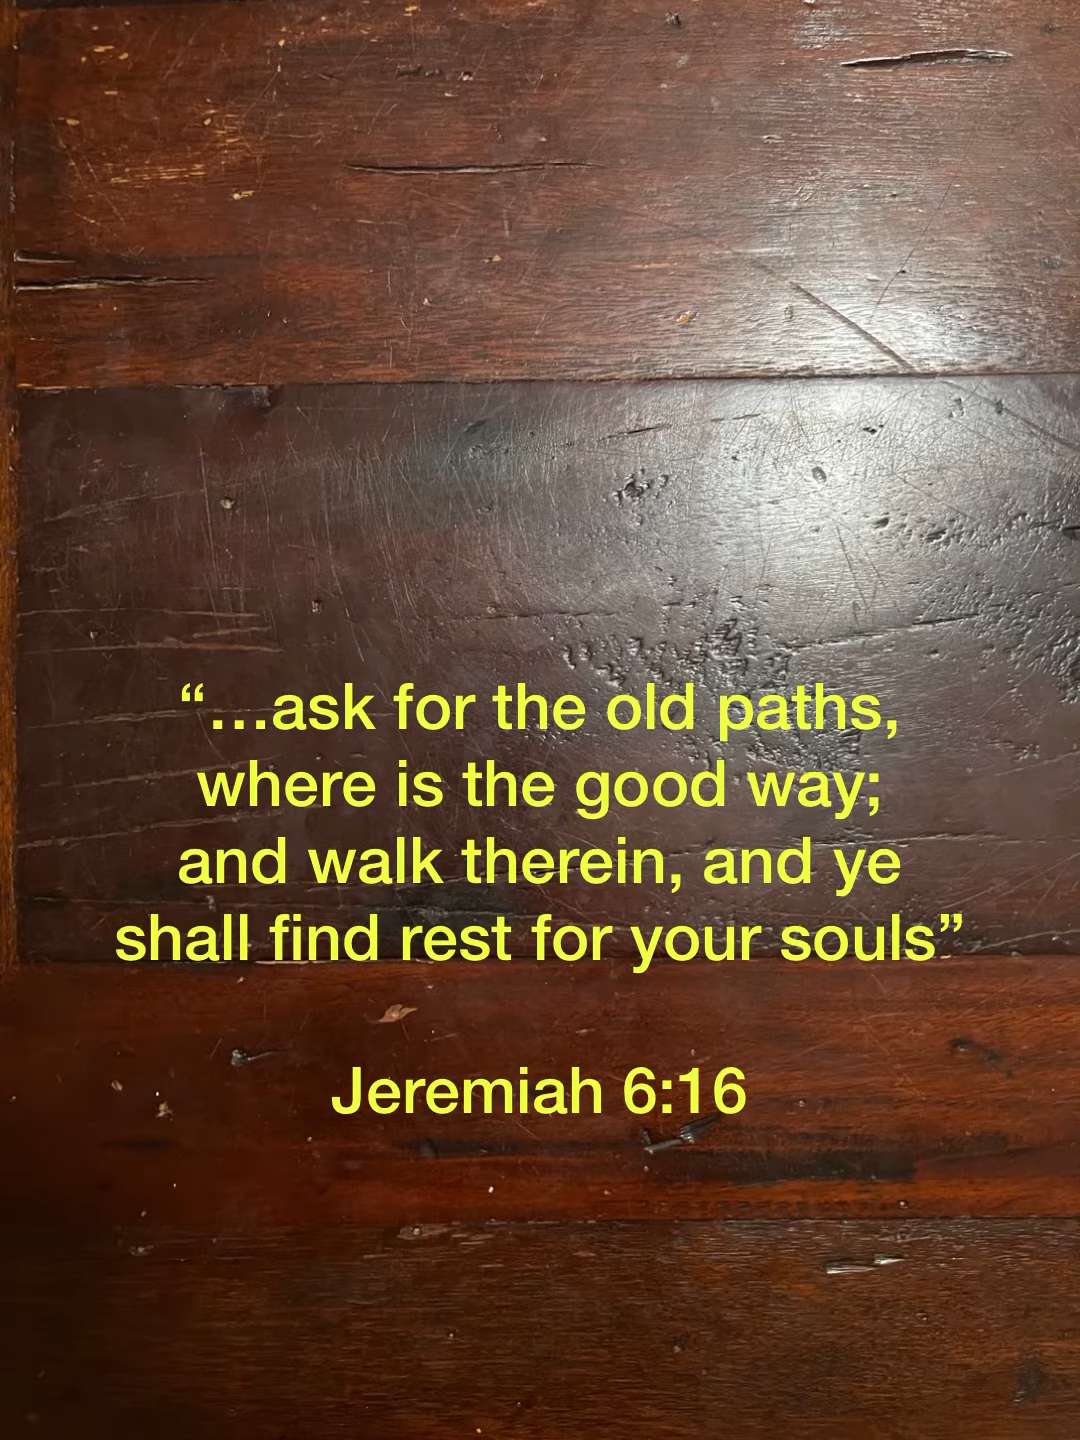 “…ask for the old paths,
where is the good way;
and walk therein, and ye
shall find rest for your souls”
Jeremiah 6:16